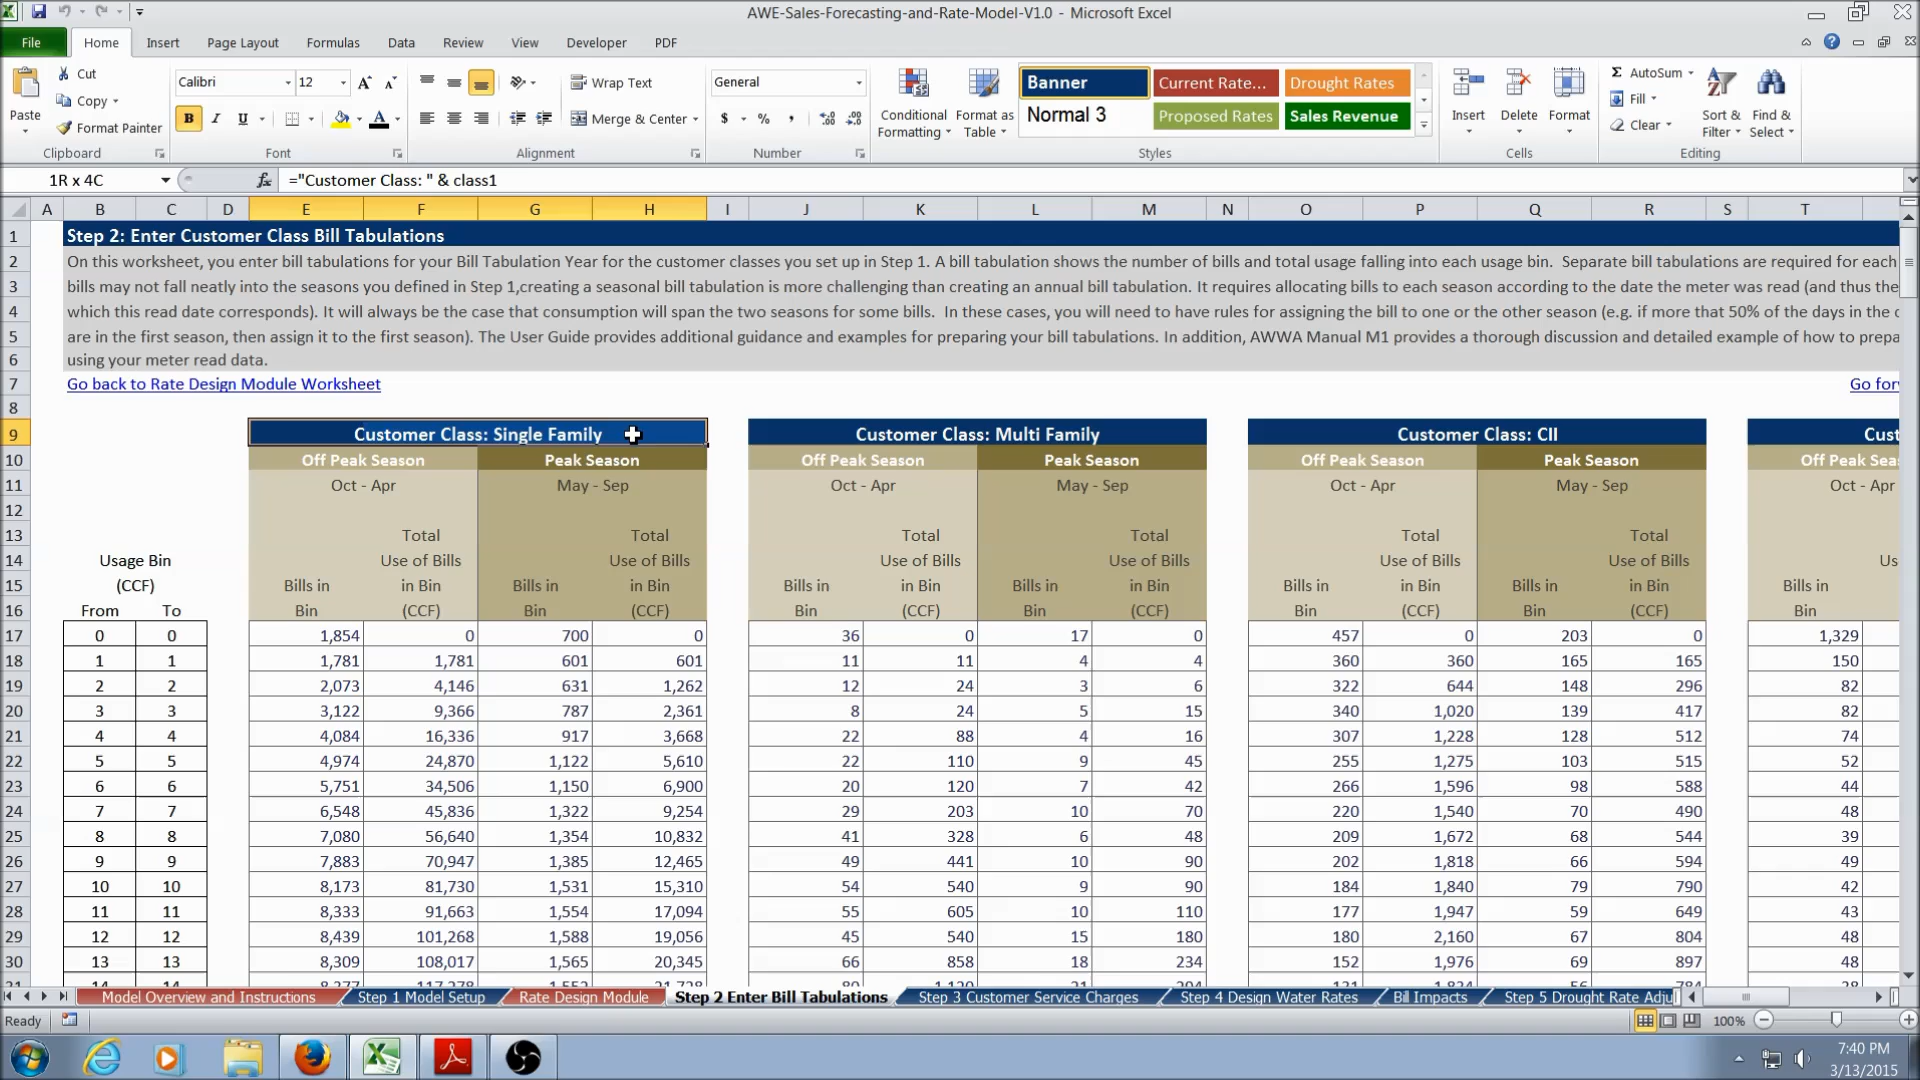 AWE-Sales-Forecasting-and-Rate-Model-V1.0 - Microsoft Excel
File Home Insert Page Layout Formulas Data Review View Developer PDF
Paste Cut Copy Format Painter Clipboard
Calibri 12 B I U A Font
Wrap Text Merge & Center Alignment
General $ % , Number
Conditional Formatting Format as Table
Banner Current Rate... Drought Rates
Normal 3 Proposed Rates Sales Revenue
Styles
Insert Delete Format Cells
Σ AutoSum Fill Clear Sort & Filter Find & Select Editing
1R x 4C fx ="Customer Class: " & class1
A B C D E F G H I J K L M N O P Q R S T
1 Step 2: Enter Customer Class Bill Tabulations
2 On this worksheet, you enter bill tabulations for your Bill Tabulation Year for the customer classes you set up in Step 1. A bill tabulation shows the number of bills and total usage falling into each usage bin. Separate bill tabulations are required for each
3 bills may not fall neatly into the seasons you defined in Step 1,creating a seasonal bill tabulation is more challenging than creating an annual bill tabulation. It requires allocating bills to each season according to the date the meter was read (and thus the
4 which this read date corresponds). It will always be the case that consumption will span the two seasons for some bills. In these cases, you will need to have rules for assigning the bill to one or the other season (e.g. if more that 50% of the days in the
5 are in the first season, then assign it to the first season). The User Guide provides additional guidance and examples for preparing your bill tabulations. In addition, AWWA Manual M1 provides a thorough discussion and detailed example of how to prepa
6 using your meter read data.
7 Go back to Rate Design Module Worksheet Go for
8
9 Customer Class: Single Family Customer Class: Multi Family Customer Class: CII Cust
10 Off Peak Season Peak Season Off Peak Season Peak Season Off Peak Season Peak Season Off Peak Sea
11 Oct - Apr May - Sep Oct - Apr May - Sep Oct - Apr May - Sep Oct - Apr
12
13 Total Total Total Total Total Total
14 Usage Bin Use of Bills Use of Bills Use of Bills Use of Bills Use of Bills Use of Bills Us
15 (CCF) Bills in in Bin Bills in in Bin Bills in in Bin Bills in in Bin Bills in in Bin Bills in in Bin Bills in
16 From To Bin (CCF) Bin (CCF) Bin (CCF) Bin (CCF) Bin (CCF) Bin (CCF) Bin
17 0 0 1,854 0 700 0 36 0 17 0 457 0 203 0 1,329
18 1 1 1,781 1,781 601 601 11 11 4 4 360 360 165 165 150
19 2 2 2,073 4,146 631 1,262 12 24 3 6 322 644 148 296 82
20 3 3 3,122 9,366 787 2,361 8 24 5 15 340 1,020 139 417 82
21 4 4 4,084 16,336 917 3,668 22 88 4 16 307 1,228 128 512 74
22 5 5 4,974 24,870 1,122 5,610 22 110 9 45 255 1,275 103 515 52
23 6 6 5,751 34,506 1,150 6,900 20 120 7 42 266 1,596 98 588 44
24 7 7 6,548 45,836 1,322 9,254 29 203 10 70 220 1,540 70 490 48
25 8 8 7,080 56,640 1,354 10,832 41 328 6 48 209 1,672 68 544 39
26 9 9 7,883 70,947 1,385 12,465 49 441 10 90 202 1,818 66 594 49
27 10 10 8,173 81,730 1,531 15,310 54 540 9 90 184 1,840 79 790 42
28 11 11 8,333 91,663 1,554 17,094 55 605 10 110 177 1,947 59 649 43
29 12 12 8,439 101,268 1,588 19,056 45 540 15 180 180 2,160 67 804 48
30 13 13 8,309 108,017 1,565 20,345 66 858 18 234 152 1,976 69 897 48
Model Overview and Instructions Step 1 Model Setup Rate Design Module Step 2 Enter Bill Tabulations Step 3 Customer Service Charges Step 4 Design Water Rates Bill Impacts Step 5 Drought Rate Adju
Ready 100%
7:40 PM
3/13/2015